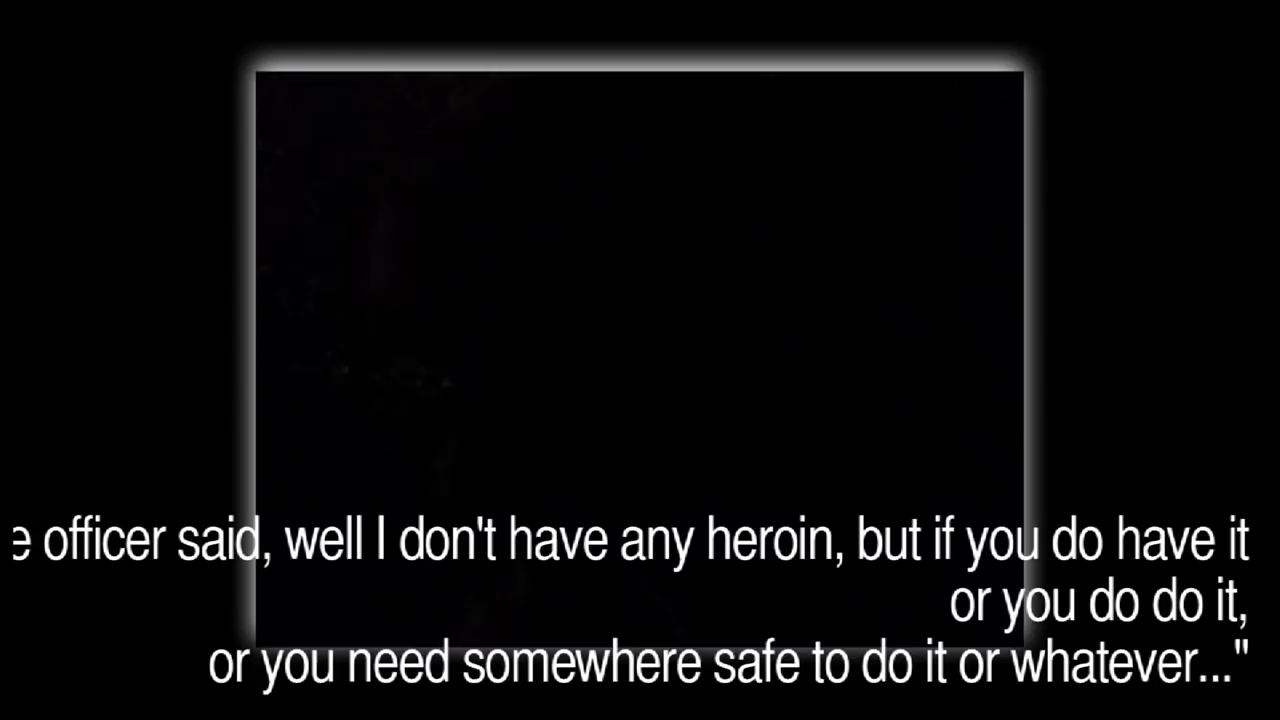 officer said, well I don't have any heroin, but if you do have it
or you do do it,
or you need somewhere safe to do it or whatever..."